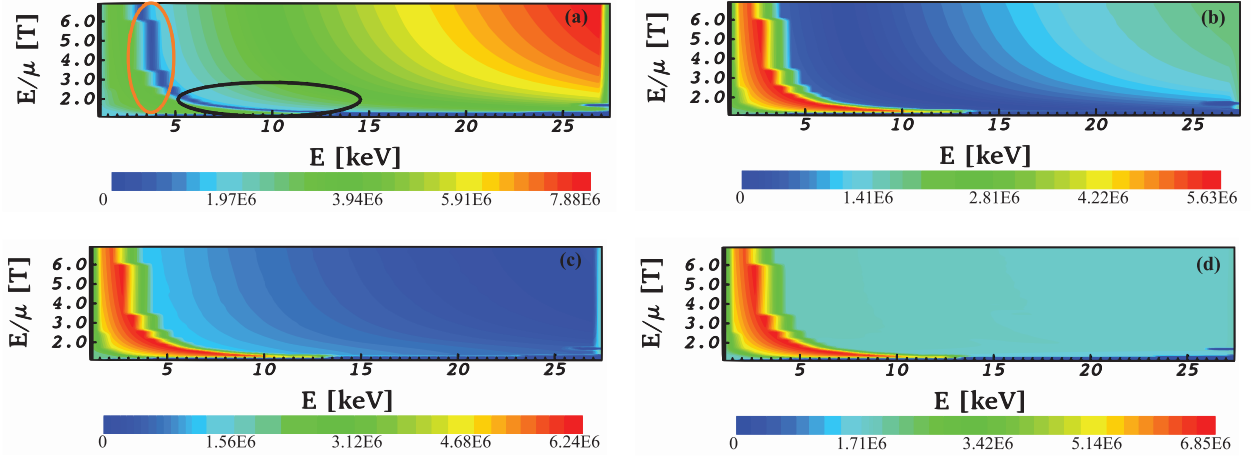 (a)
E/μ [T]
6.0
5.0
4.0
3.0
2.0
5 10 15 20 25
E [keV]
0 1.97E6 3.94E6 5.91E6 7.88E6
(b)
E/μ [T]
6.0
5.0
4.0
3.0
2.0
5 10 15 20 25
E [keV]
0 1.41E6 2.81E6 4.22E6 5.63E6
(c)
E/μ [T]
6.0
5.0
4.0
3.0
2.0
5 10 15 20 25
E [keV]
0 1.56E6 3.12E6 4.68E6 6.24E6
(d)
E/μ [T]
6.0
5.0
4.0
3.0
2.0
5 10 15 20 25
E [keV]
0 1.71E6 3.42E6 5.14E6 6.85E6